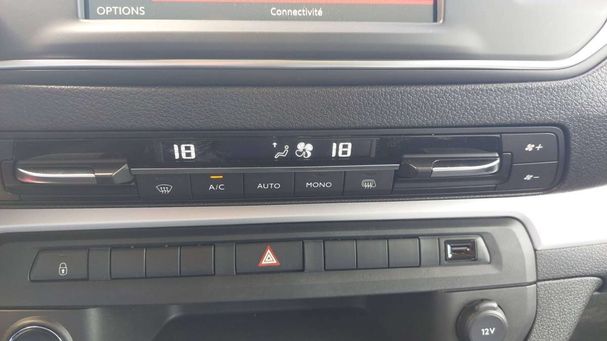 OPTIONS Connectivité
18 18
A/C AUTO MONO
12V